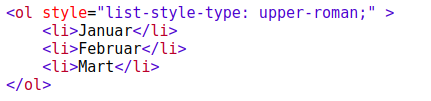 <ol style="list-style-type: upper-roman;" >
    <li>Januar</li>
    <li>Februar</li>
    <li>Mart</li>
</ol>